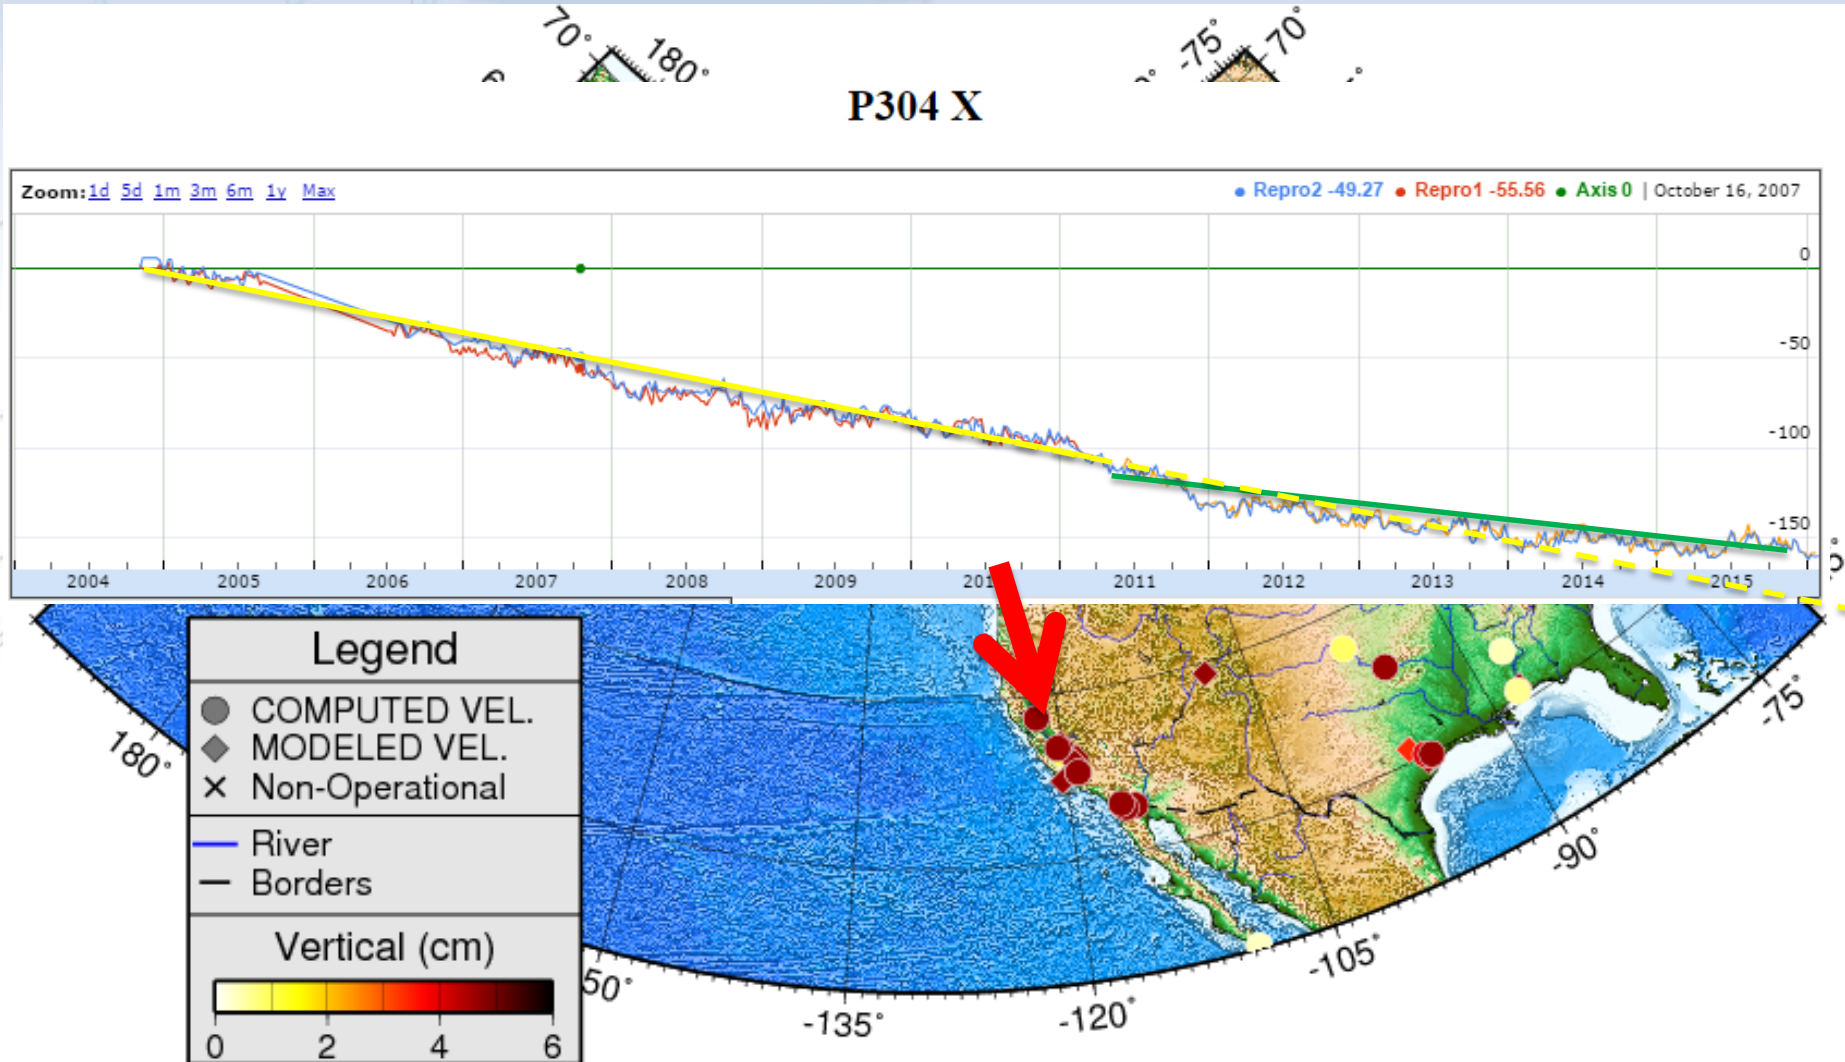 70° 180° -75° 70°
P304 X
Zoom: 1d 5d 1m 3m 6m 1y Max
Repro2 -49.27 Repro1 -55.56 Axis 0 | October 16, 2007
0
-50
-100
-150
2004 2005 2006 2007 2008 2009 2011 2012 2013 2014 2015
Legend
COMPUTED VEL.
MODELED VEL.
Non-Operational
River
Borders
Vertical (cm)
0 2 4 6
180°
50°
-135°
-120°
-105°
-90°
-75°